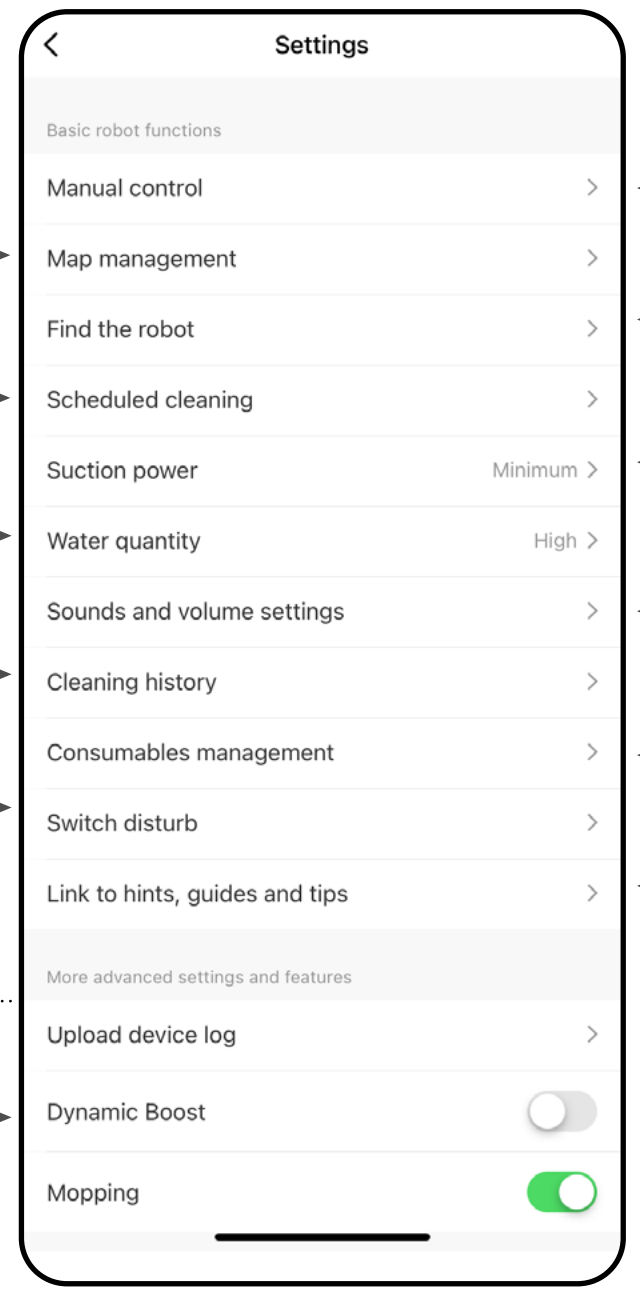 Settings
Basic robot functions
Manual control
Map management
Find the robot
Scheduled cleaning
Suction power Minimum
Water quantity High
Sounds and volume settings
Cleaning history
Consumables management
Switch disturb
Link to hints, guides and tips
More advanced settings and features
Upload device log
Dynamic Boost
Mopping